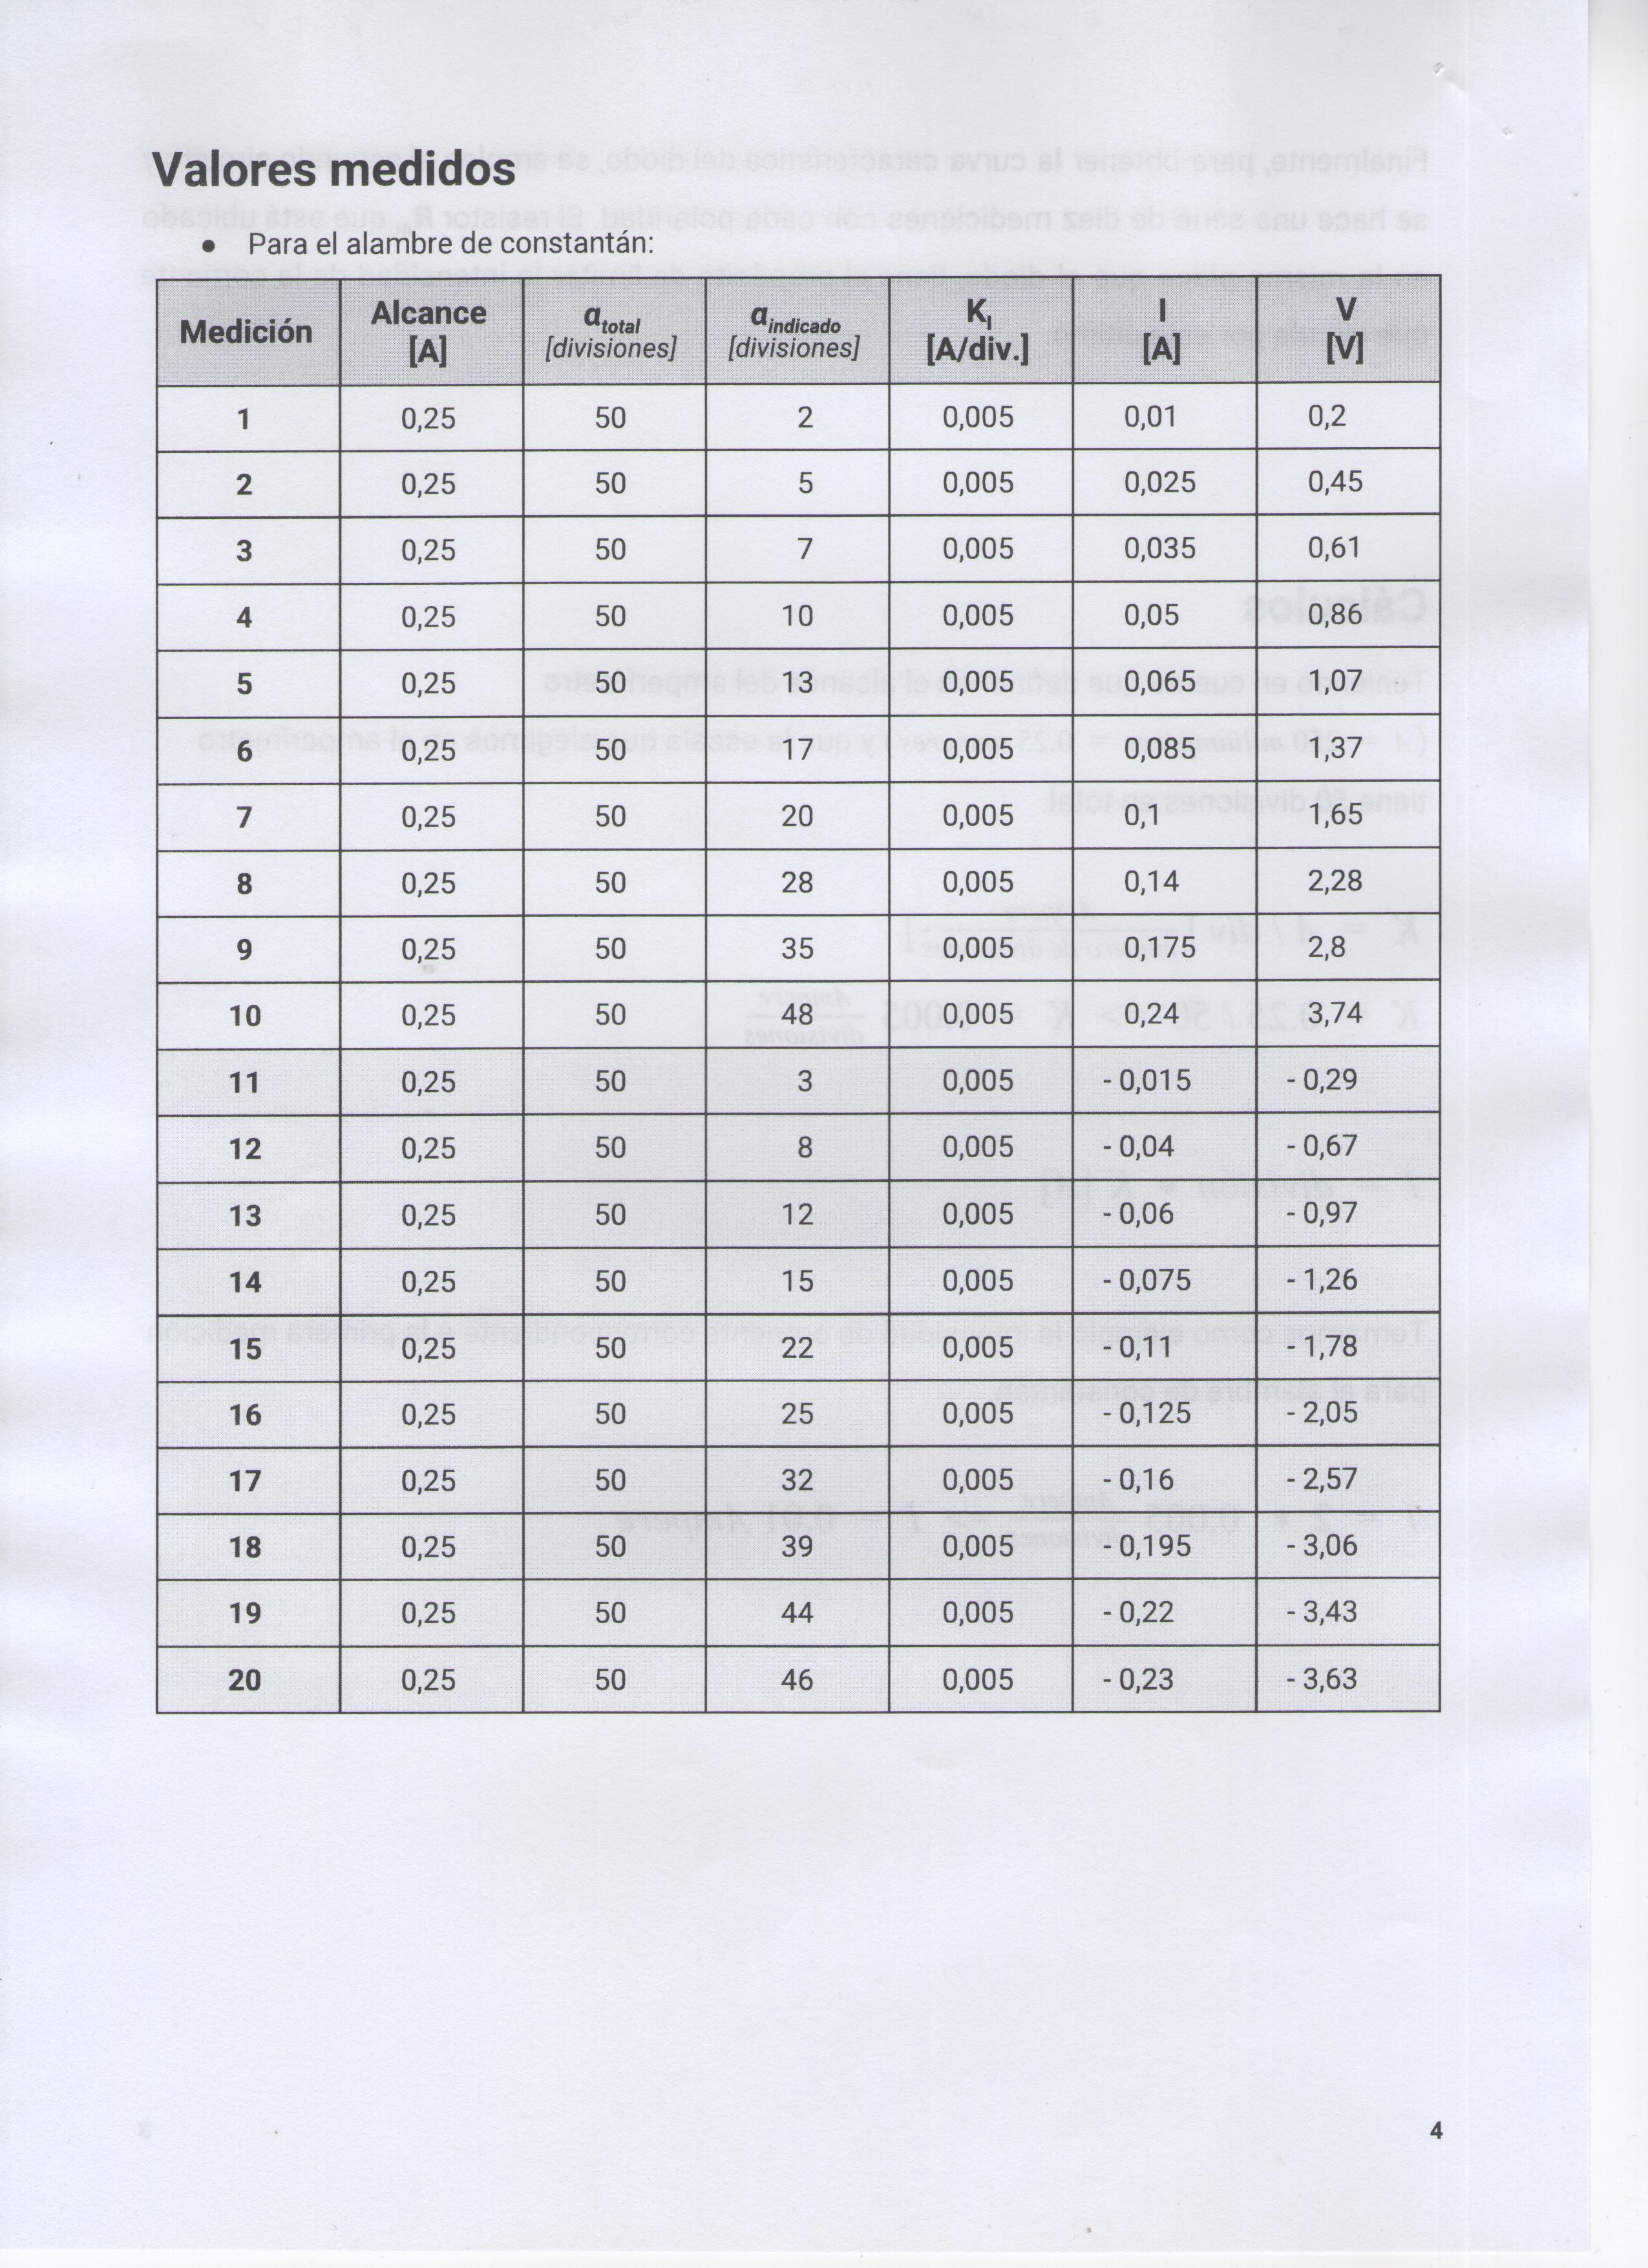 Valores medidos
● Para el alambre de constantán:
Medición Alcance [A] αtotal [divisiones] αindicado [divisiones] KI [A/div.] I [A] V [V]
1 0,25 50 2 0,005 0,01 0,2
2 0,25 50 5 0,005 0,025 0,45
3 0,25 50 7 0,005 0,035 0,61
4 0,25 50 10 0,005 0,05 0,86
5 0,25 50 13 0,005 0,065 1,07
6 0,25 50 17 0,005 0,085 1,37
7 0,25 50 20 0,005 0,1 1,65
8 0,25 50 28 0,005 0,14 2,28
9 0,25 50 35 0,005 0,175 2,8
10 0,25 50 48 0,005 0,24 3,74
11 0,25 50 3 0,005 - 0,015 - 0,29
12 0,25 50 8 0,005 - 0,04 - 0,67
13 0,25 50 12 0,005 - 0,06 - 0,97
14 0,25 50 15 0,005 - 0,075 - 1,26
15 0,25 50 22 0,005 - 0,11 - 1,78
16 0,25 50 25 0,005 - 0,125 - 2,05
17 0,25 50 32 0,005 - 0,16 - 2,57
18 0,25 50 39 0,005 - 0,195 - 3,06
19 0,25 50 44 0,005 - 0,22 - 3,43
20 0,25 50 46 0,005 - 0,23 - 3,63
4